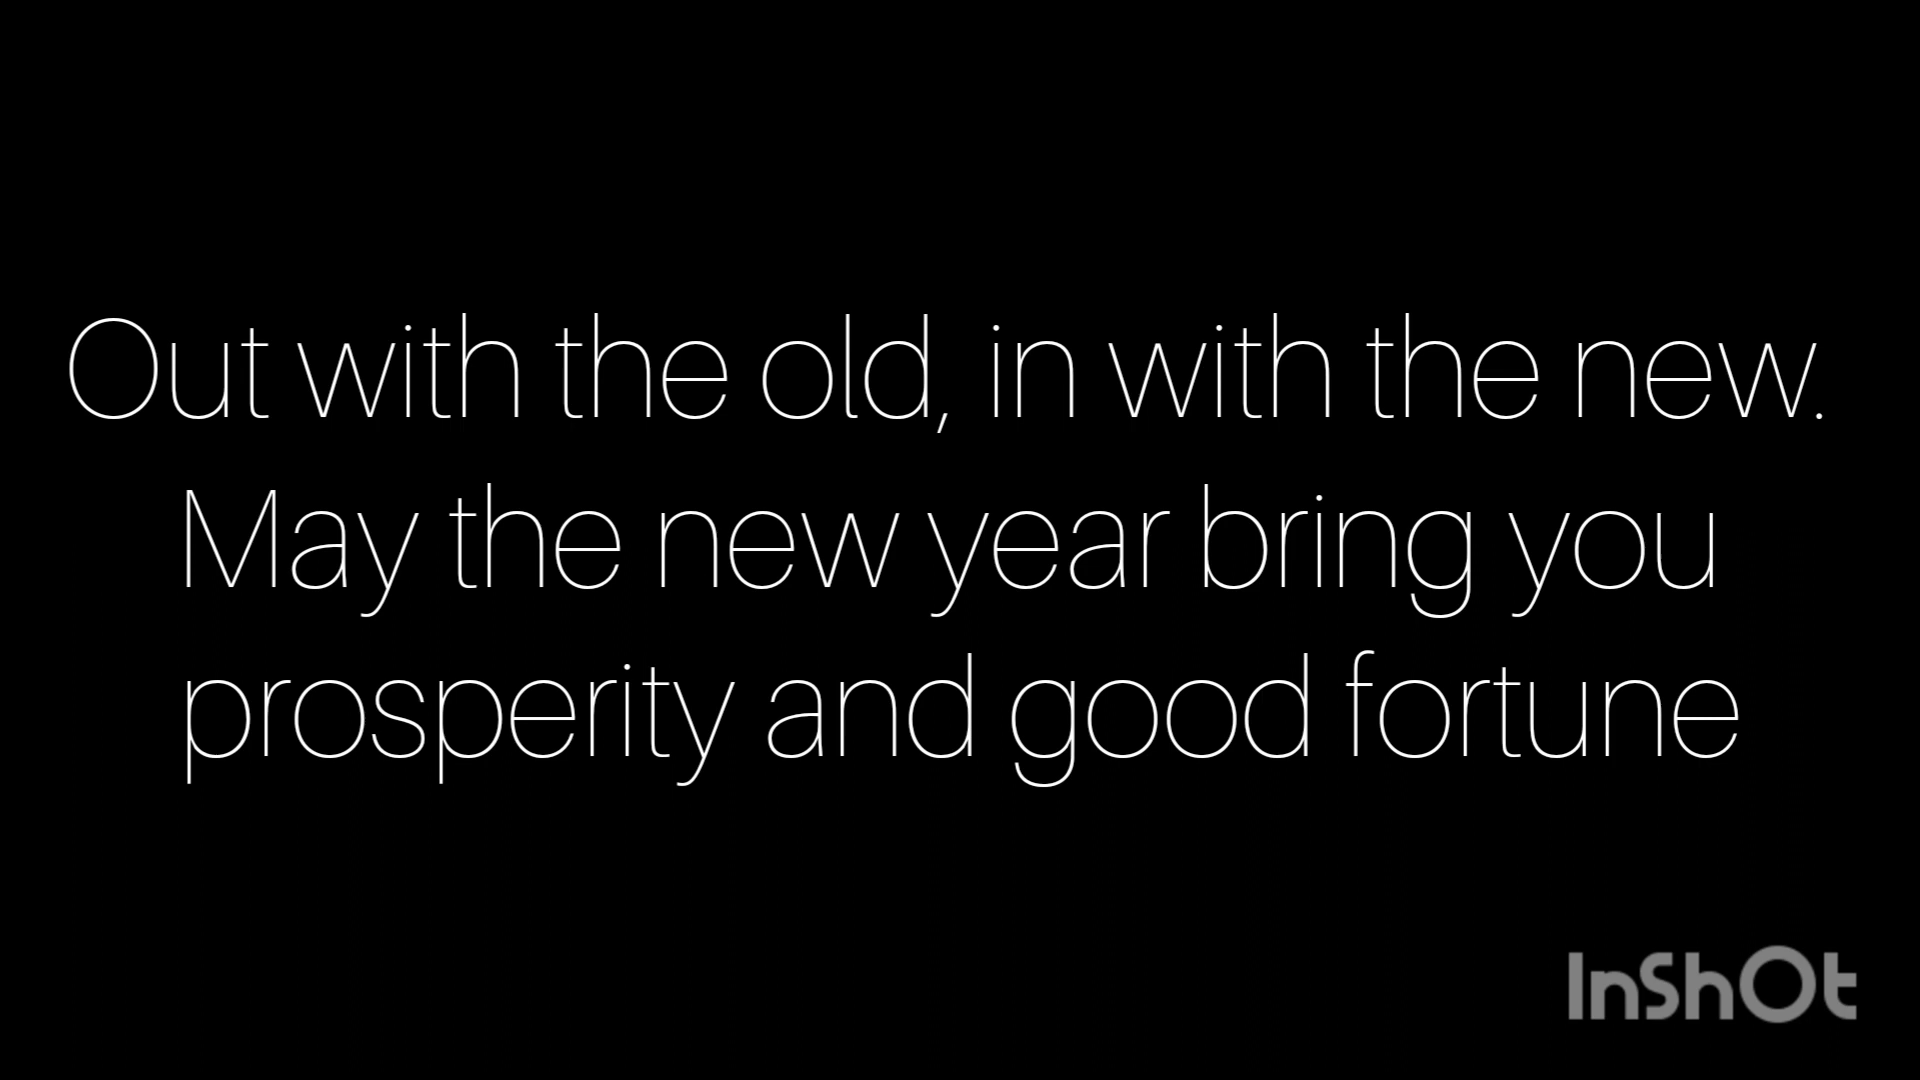 Out with the old, in with the new.
May the new year bring you
prosperity and good fortune
InShOt